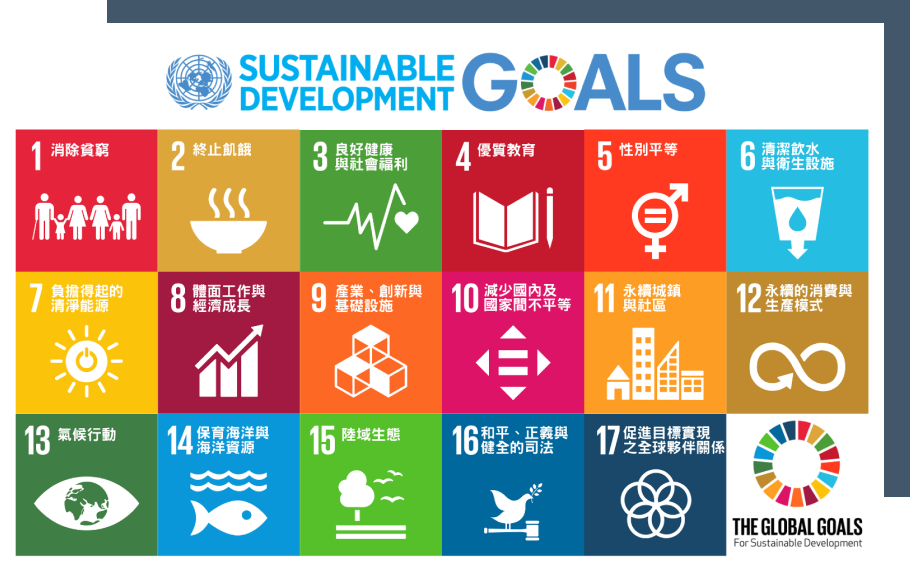 SUSTAINABLE
DEVELOPMENT
GOALS
1 消除貧窮
2 終止飢餓
3 良好健康
與社會福利
4 優質教育
5 性別平等
6 清潔飲水
與衛生設施
7 負擔得起的
清淨能源
8 體面工作與
經濟成長
9 產業、創新與
基礎設施
10 減少國內及
國家間不平等
11 永續城鎮
與社區
12 永續的消費與
生產模式
13 氣候行動
14 保育海洋與
海洋資源
15 陸域生態
16 和平、正義與
健全的司法
17 促進目標實現
之全球夥伴關係
THE GLOBAL GOALS
For Sustainable Development